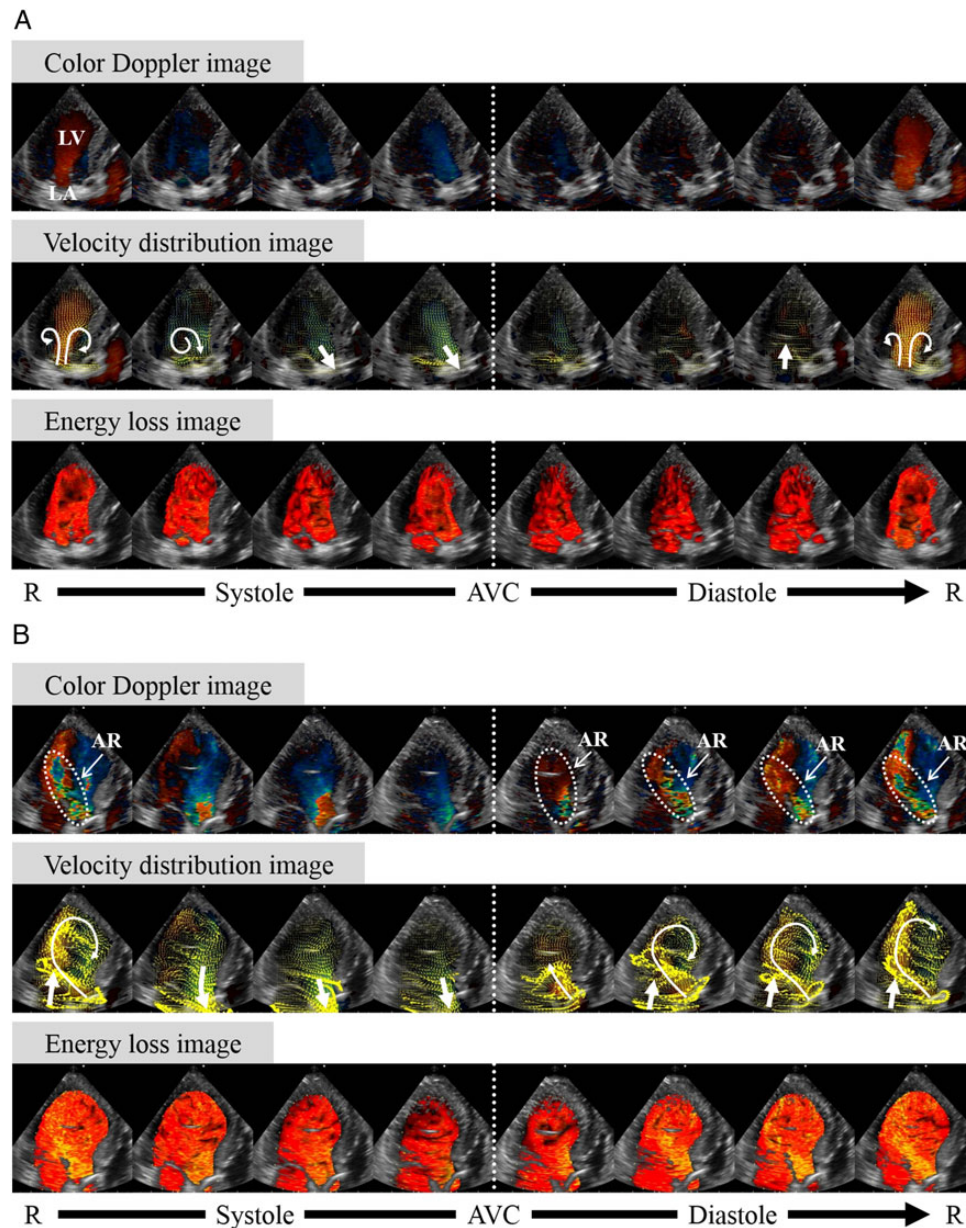 A
Color Doppler image
LV
LA
Velocity distribution image
Energy loss image
R Systole AVC Diastole R
B
Color Doppler image
AR AR AR AR AR
Velocity distribution image
Energy loss image
R Systole AVC Diastole R